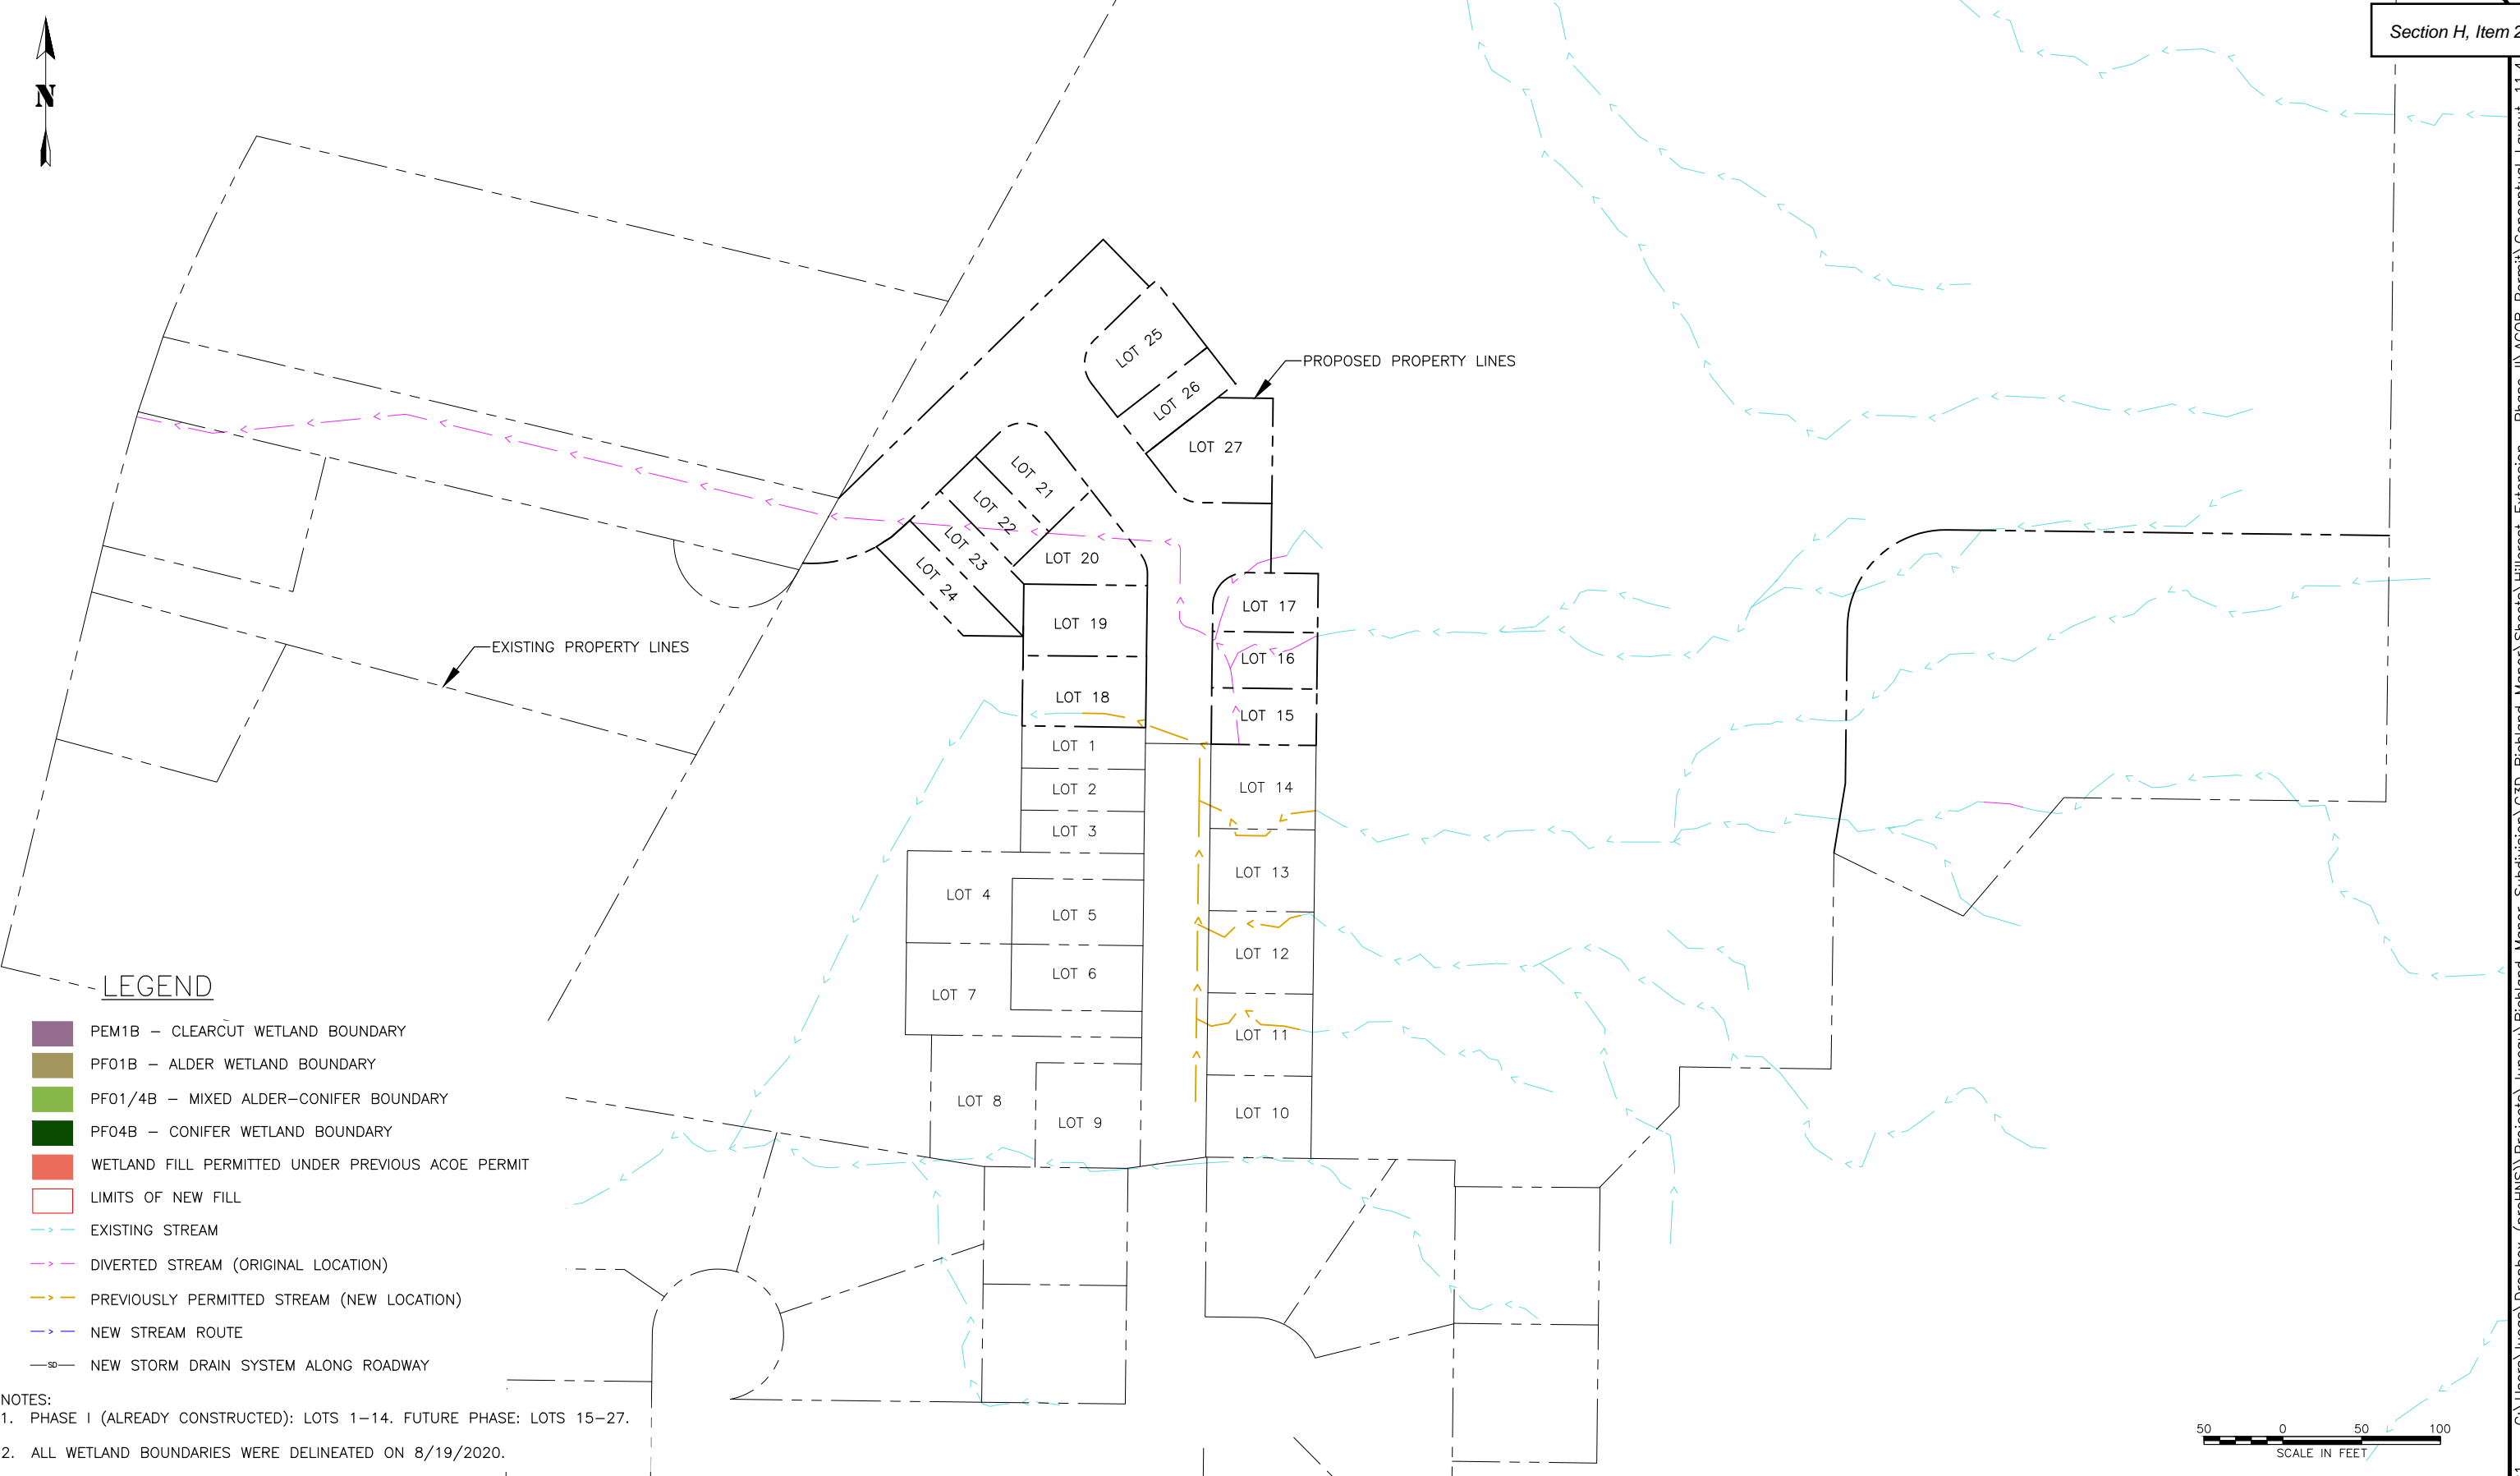 Section H, Item 2
N
PROPOSED PROPERTY LINES
EXISTING PROPERTY LINES
LOT 25
LOT 26
LOT 27
LOT 21
LOT 22
LOT 23
LOT 24
LOT 20
LOT 19
LOT 18
LOT 17
LOT 16
LOT 15
LOT 1
LOT 2
LOT 3
LOT 4
LOT 5
LOT 6
LOT 7
LOT 8
LOT 9
LOT 14
LOT 13
LOT 12
LOT 11
LOT 10
LEGEND
PEM1B – CLEARCUT WETLAND BOUNDARY
PF01B – ALDER WETLAND BOUNDARY
PF01/4B – MIXED ALDER–CONIFER BOUNDARY
PF04B – CONIFER WETLAND BOUNDARY
WETLAND FILL PERMITTED UNDER PREVIOUS ACOE PERMIT
LIMITS OF NEW FILL
EXISTING STREAM
DIVERTED STREAM (ORIGINAL LOCATION)
PREVIOUSLY PERMITTED STREAM (NEW LOCATION)
NEW STREAM ROUTE
SD
NEW STORM DRAIN SYSTEM ALONG ROADWAY
NOTES:
1. PHASE I (ALREADY CONSTRUCTED): LOTS 1–14. FUTURE PHASE: LOTS 15–27.
2. ALL WETLAND BOUNDARIES WERE DELINEATED ON 8/19/2020.
50 0 50 100
SCALE IN FEET